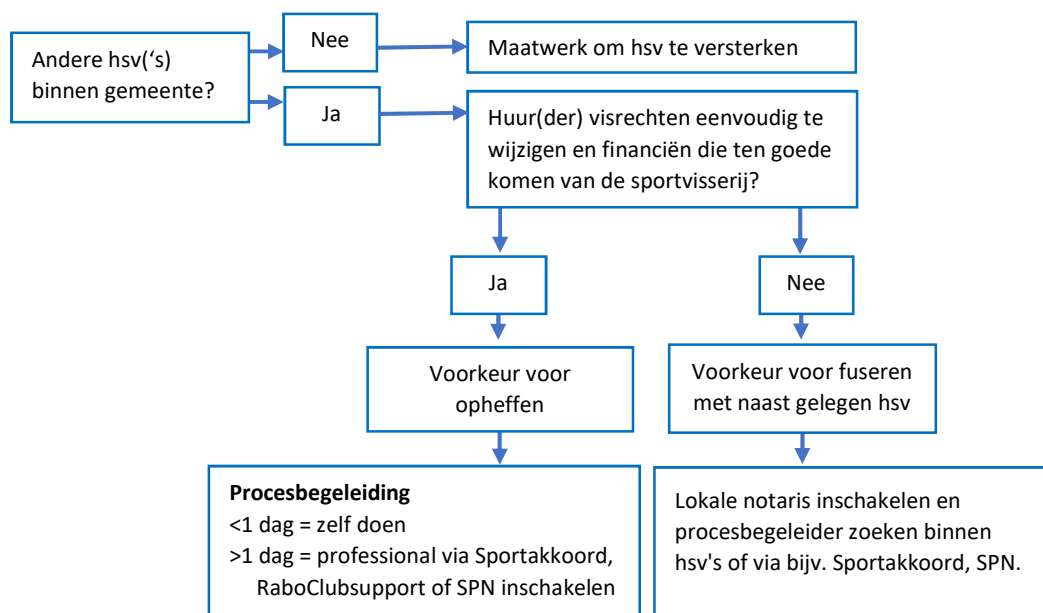 Andere hsv(‘s)
binnen gemeente?
Nee
Maatwerk om hsv te versterken
Ja
Huur(der) visrechten eenvoudig te
wijzigen en financiën die ten goede
komen van de sportvisserij?
Ja
Nee
Voorkeur voor
opheffen
Voorkeur voor fuseren
met naast gelegen hsv
Procesbegeleiding
<1 dag = zelf doen
>1 dag = professional via Sportakkoord,
RaboClubsupport of SPN inschakelen
Lokale notaris inschakelen en
procesbegeleider zoeken binnen
hsv's of via bijv. Sportakkoord, SPN.